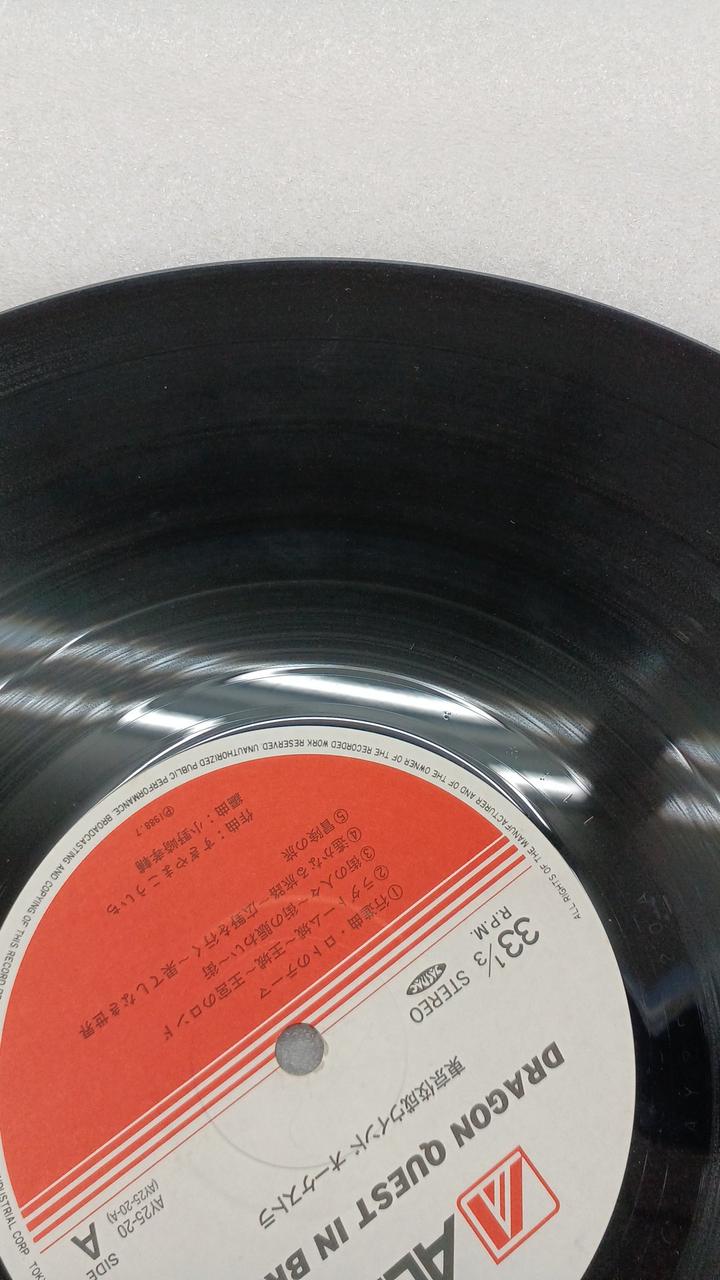 AL
DRAGON QUEST IN BR
東京佼成ウインド・オーケストラ
33 1/3 STEREO
R.P.M.
JASRAC
SIDE
A
AY25-20
(AY25-20-A)
①行進曲・ロトのテーマ
②ラダトーム城~王城~王宮のロンド
③街の人々~街の賑わい~街
④遥かなる旅路~広野を行く~果てしなき世界
⑤冒険の旅
作曲:すぎやまこういち
編曲:小野崎孝輔
Ⓟ1988.7
ALL RIGHTS OF THE MANUFACTURER AND OF THE OWNER OF THE RECORDED WORK RESERVED UNAUTHORIZED PUBLIC PERFORMANCE. BROADCASTING AND COPYING OF THIS RECORD